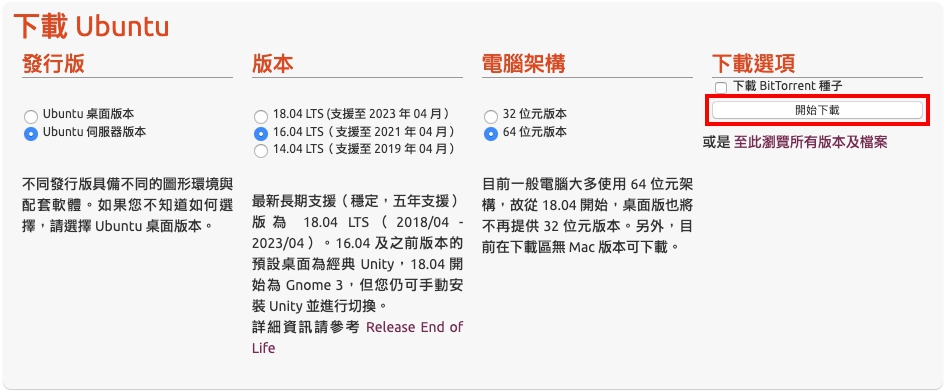 下載 Ubuntu
發行版
Ubuntu 桌面版本
Ubuntu 伺服器版本
不同發行版具備不同的圖形環境與
配套軟體。如果您不知道如何選
擇，請選擇 Ubuntu 桌面版本。
版本
18.04 LTS (支援至 2023 年 04 月）
16.04 LTS（ 支援至 2021 年 04 月）
14.04 LTS（ 支援至 2019 年 04 月）
最新長期支援（穩定，五年支援）
版 為 18.04 LTS （ 2018/04 -
2023/04 ）。16.04 及之前版本的
預設桌面為經典 Unity，18.04 開
始為 Gnome 3，但您仍可手動安
裝 Unity 並進行切換。
詳細資訊請參考 Release End of
Life
電腦架構
32 位元版本
64 位元版本
目前一般電腦大多使用 64 位元架
構，故從 18.04 開始，桌面版也將
不再提供 32 位元版本。另外，目
前在下載區無 Mac 版本可下載。
下載選項
下載 BitTorrent 種子
開始下載
或是 至此瀏覽所有版本及檔案